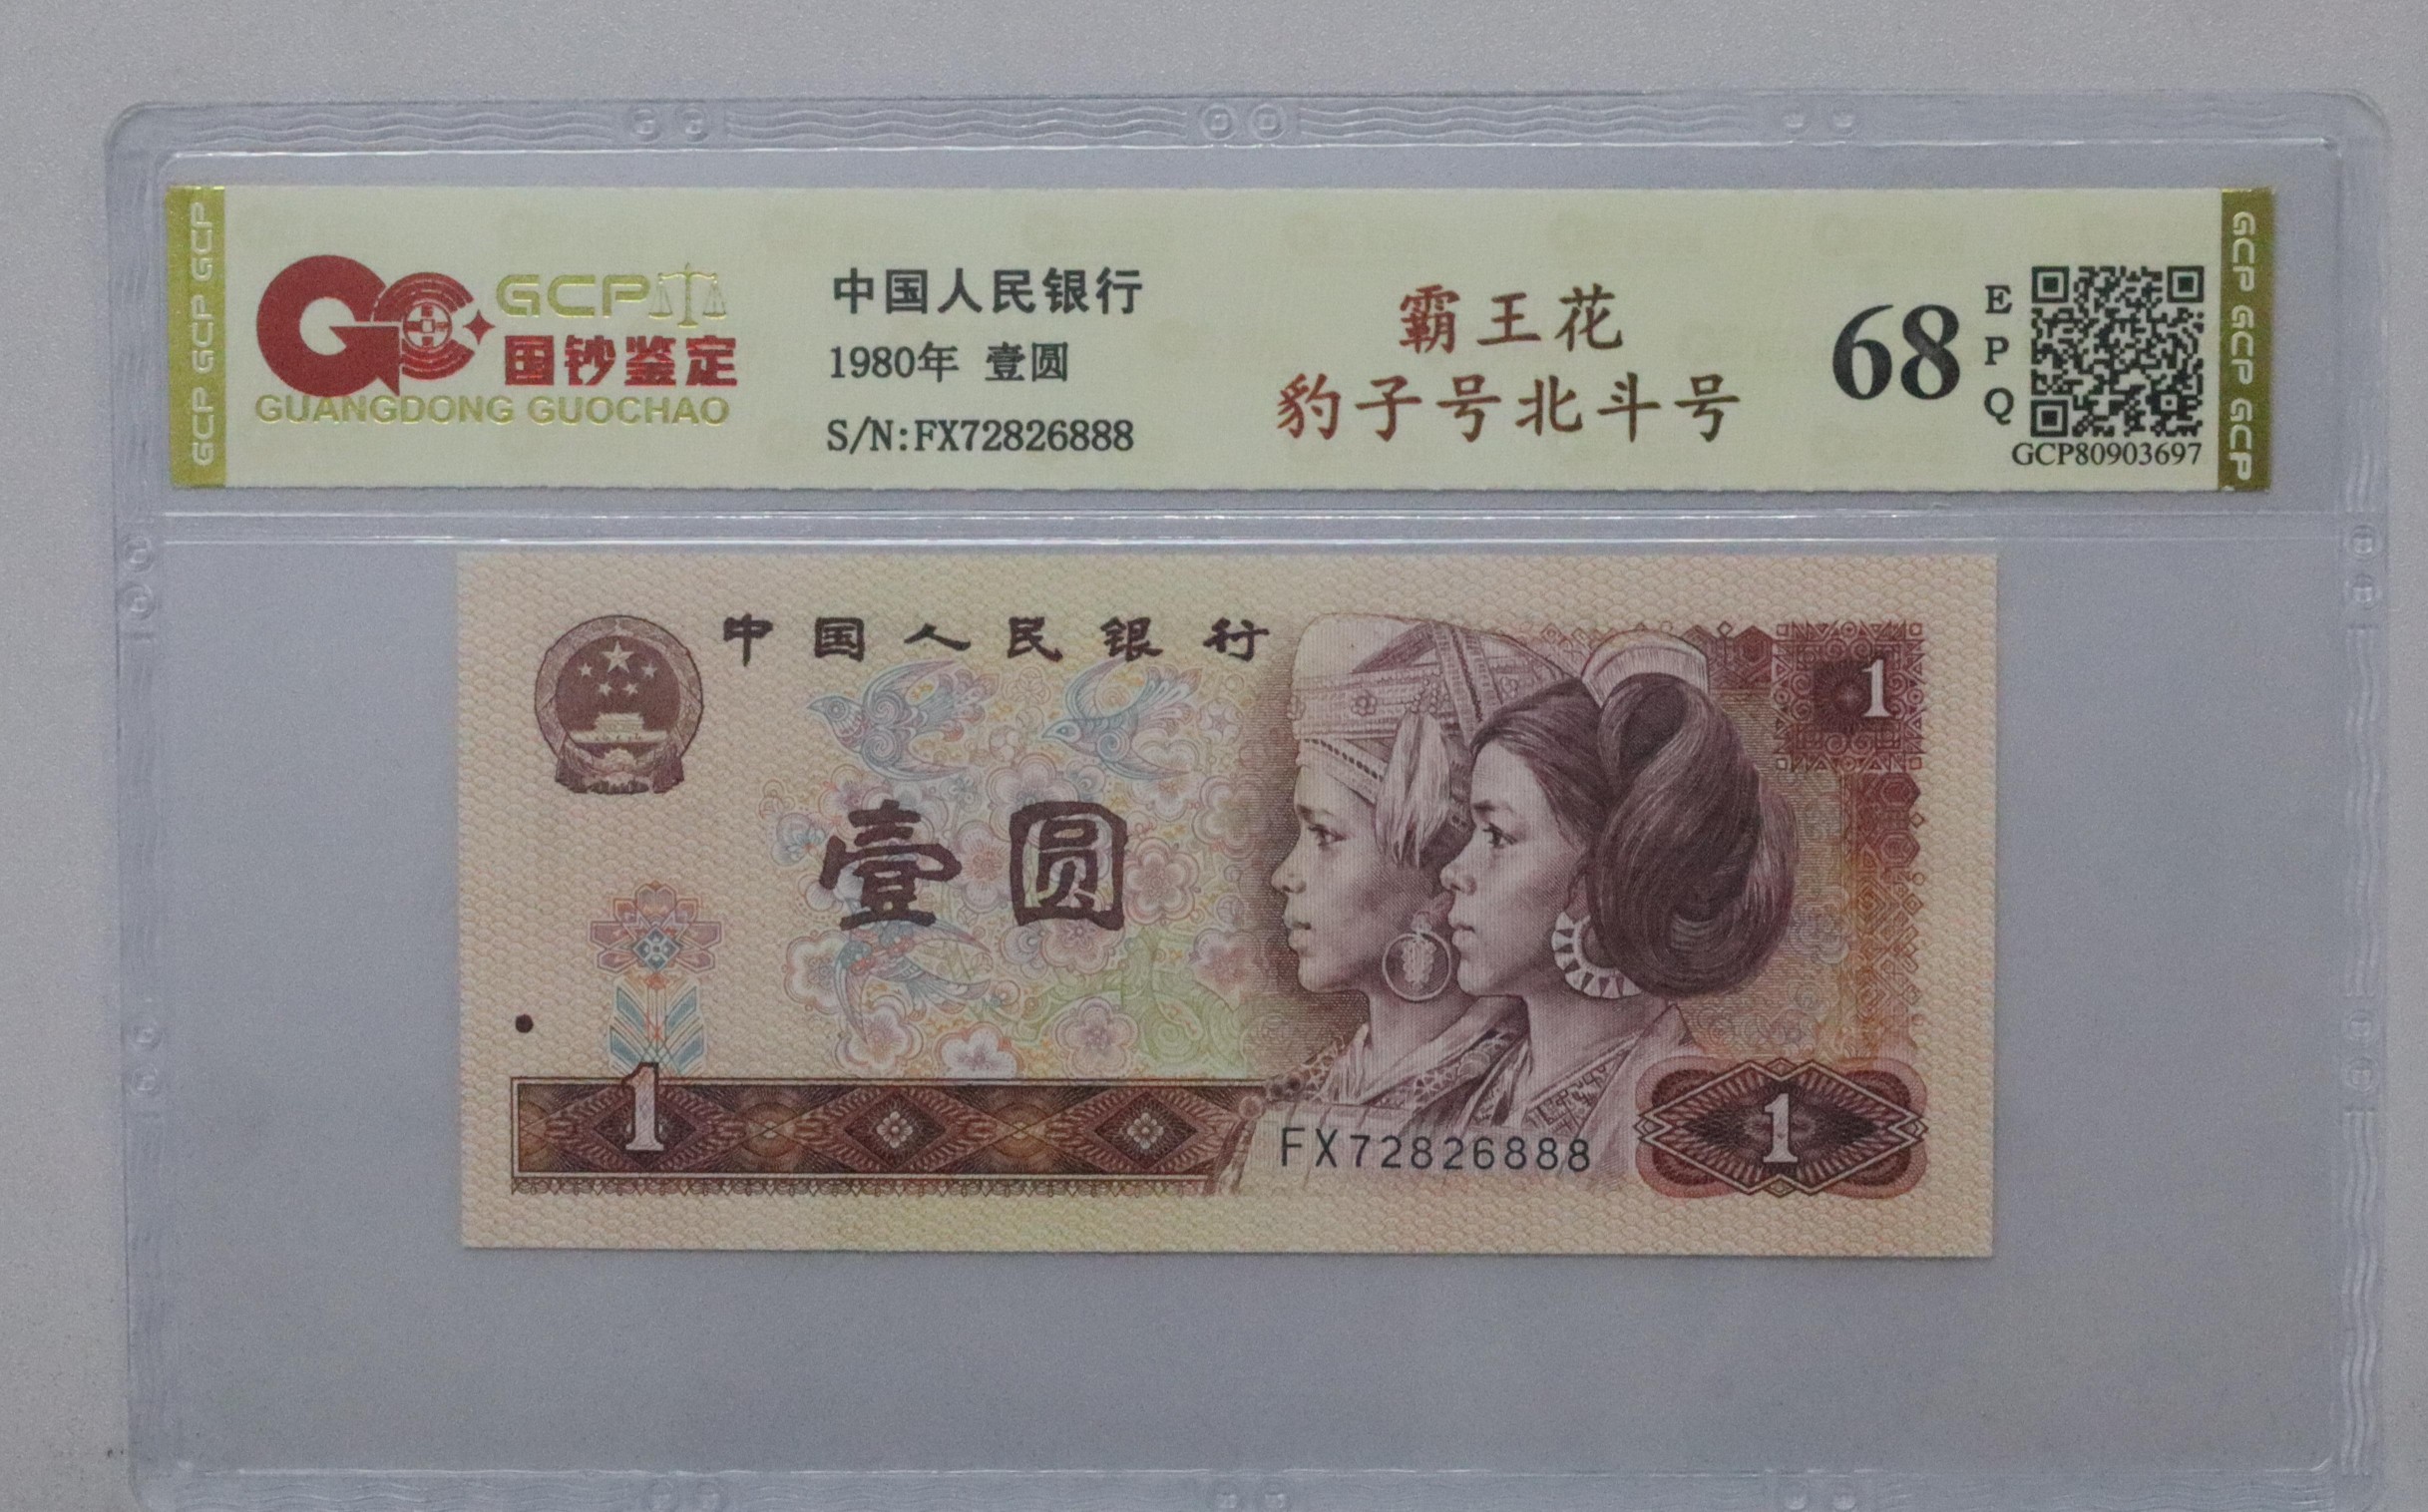 GCP
国钞鉴定
GUANGDONG GUOCHAO
中国人民银行
1980年 壹圆
S/N:FX72826888
霸王花
豹子号北斗号
68
EPQ
GCP80903697
GCP GCP GCP
GCP GCP GCP GCP
中国人民银行
1
壹圆
1
FX72826888
1